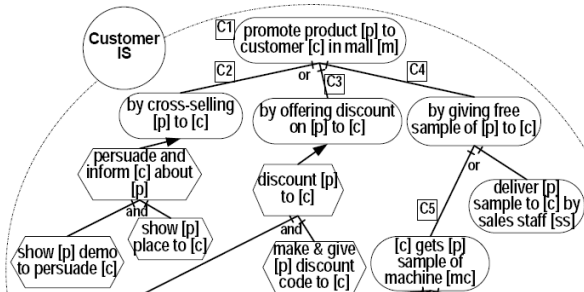 Customer
IS
C1
promote product [p] to
customer [c] in mall [m]
C2
or
C3
C4
by cross-selling
[p] to [c]
by offering discount
on [p] to [c]
by giving free
sample of [p] to [c]
persuade and
inform [c] about
[p]
discount [p]
to [c]
or
deliver [p]
sample to [c] by
sales staff [ss]
C5
and
show [p]
place to [c]
and
show [p] demo
to persuade [c]
make & give
[p] discount
code to [c]
[c] gets [p]
sample of
machine [mc]